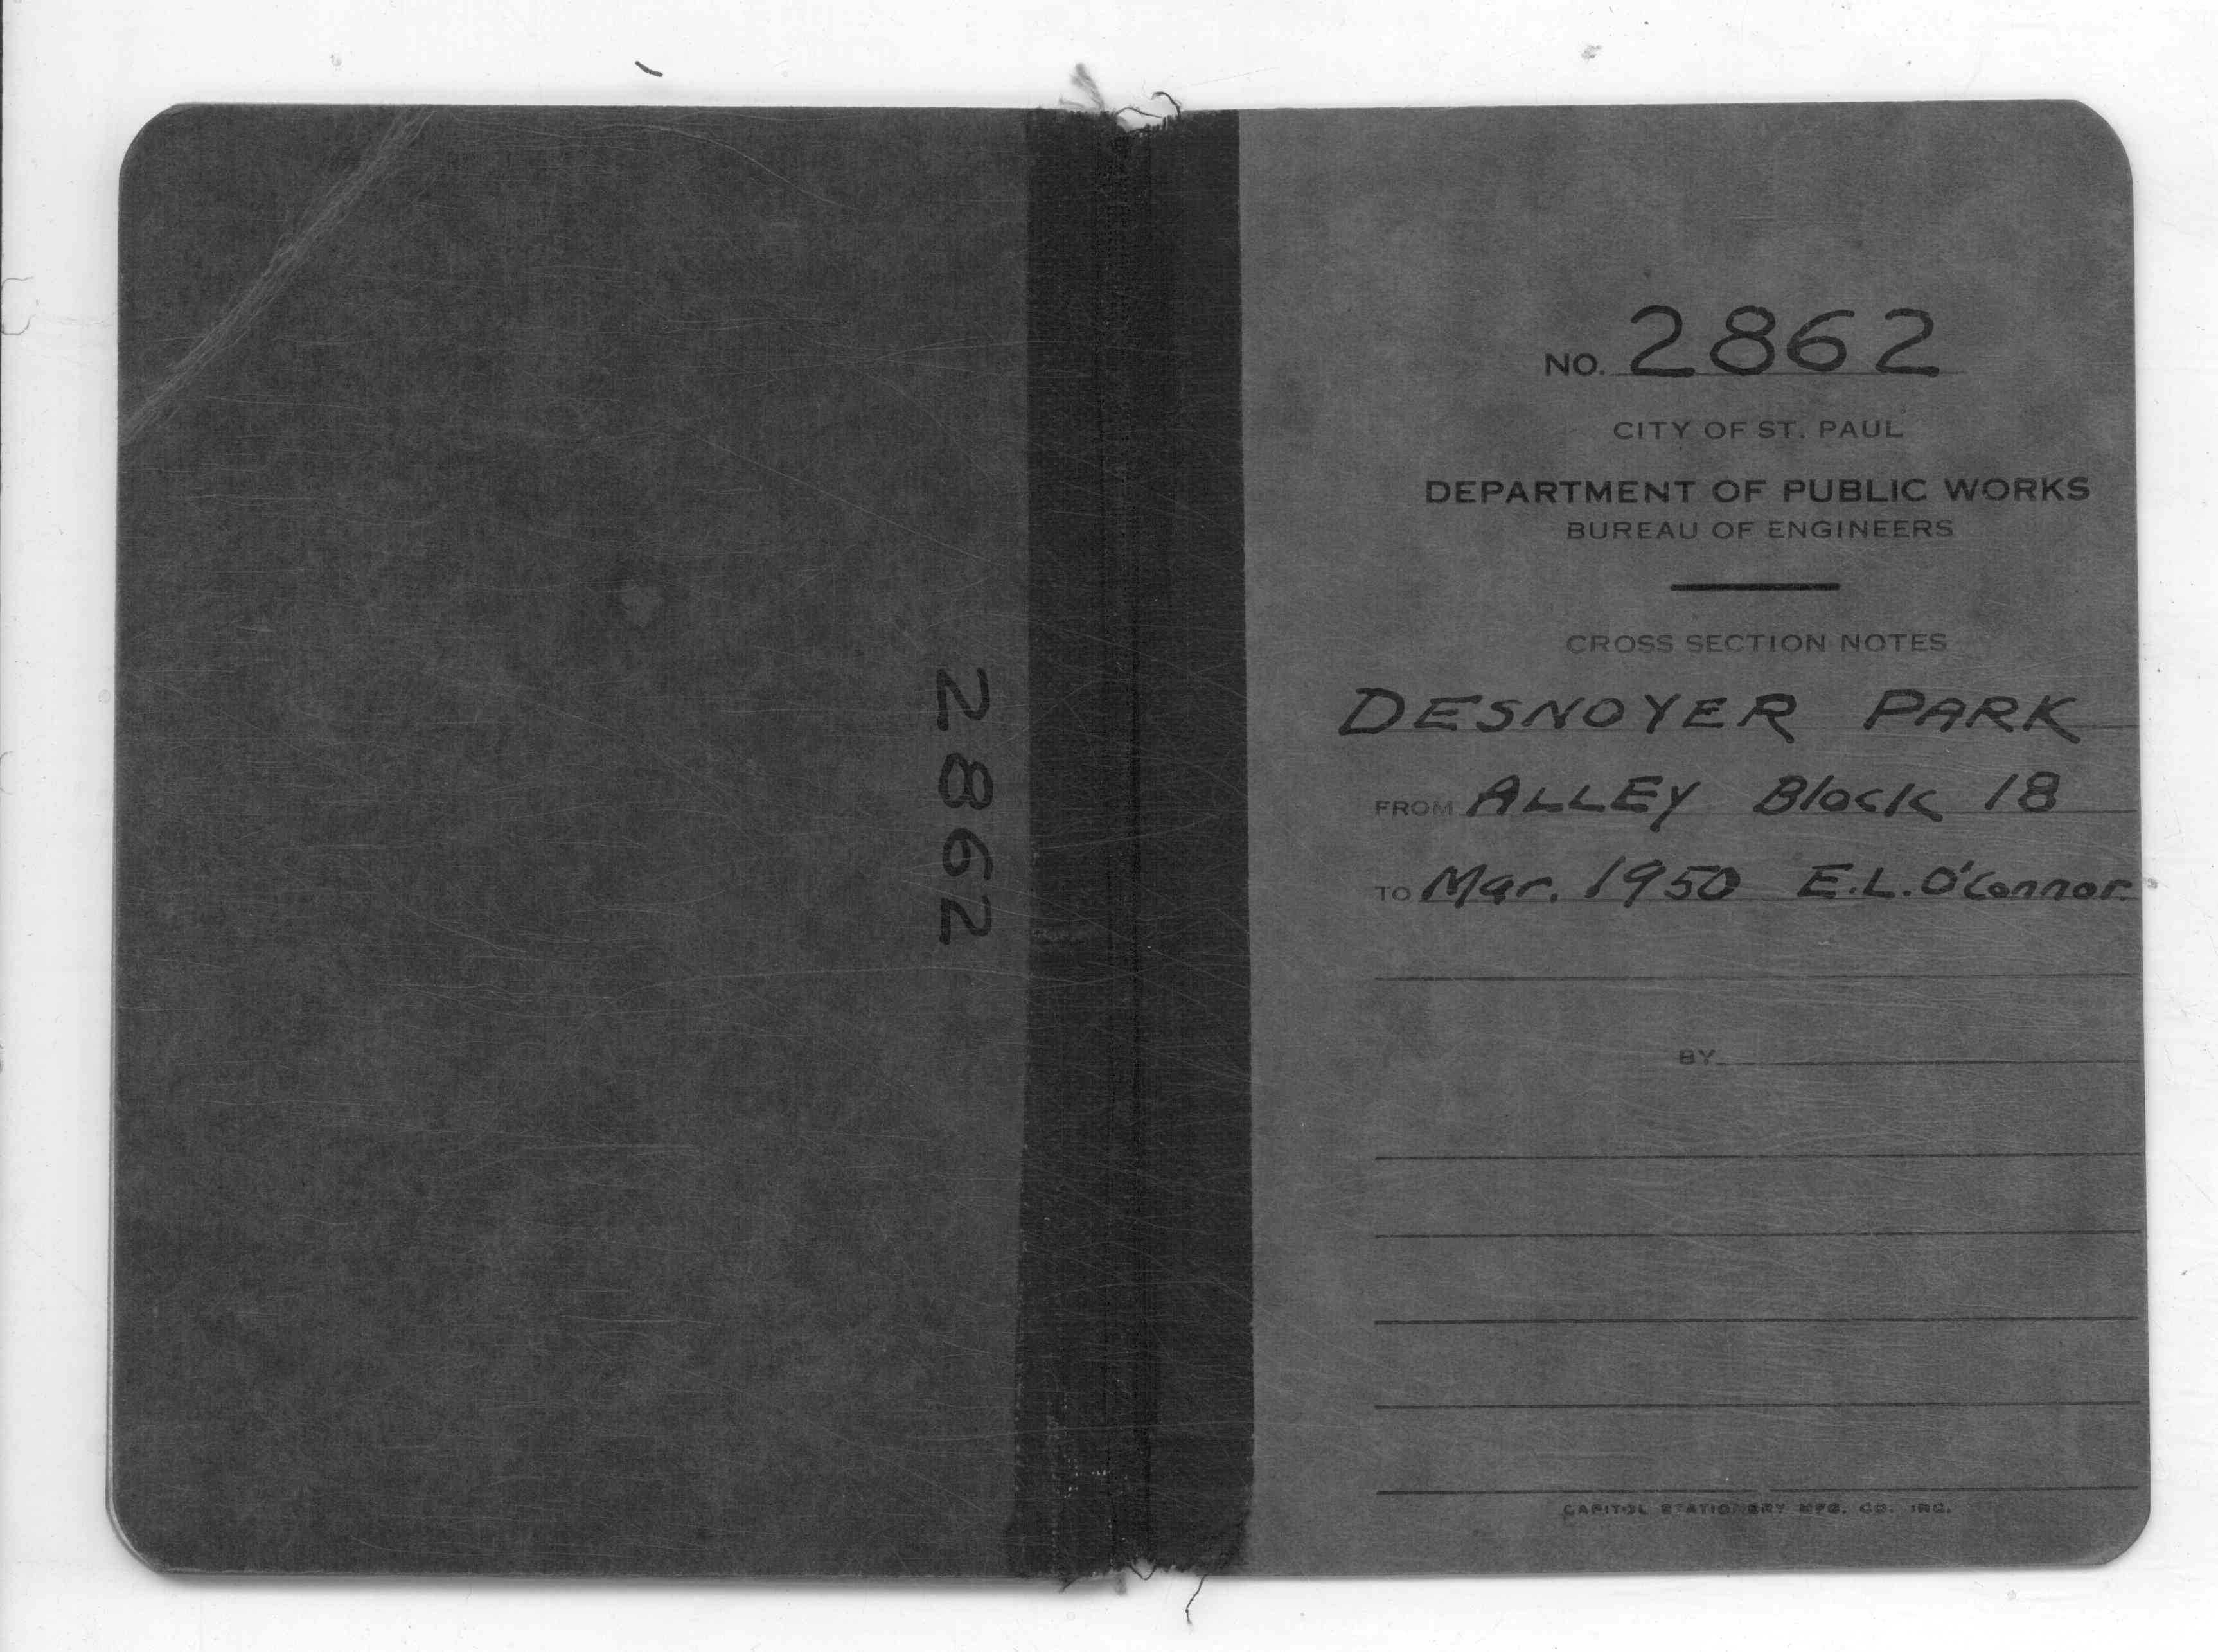 2862
NO. 2862
CITY OF ST. PAUL
DEPARTMENT OF PUBLIC WORKS
BUREAU OF ENGINEERS
CROSS SECTION NOTES
DESNOYER PARK
FROM ALLEY Block 18
TO Mar. 1950 E.L. O'Connor.
BY
CAPITOL STATIONERY MFG. CO. INC.